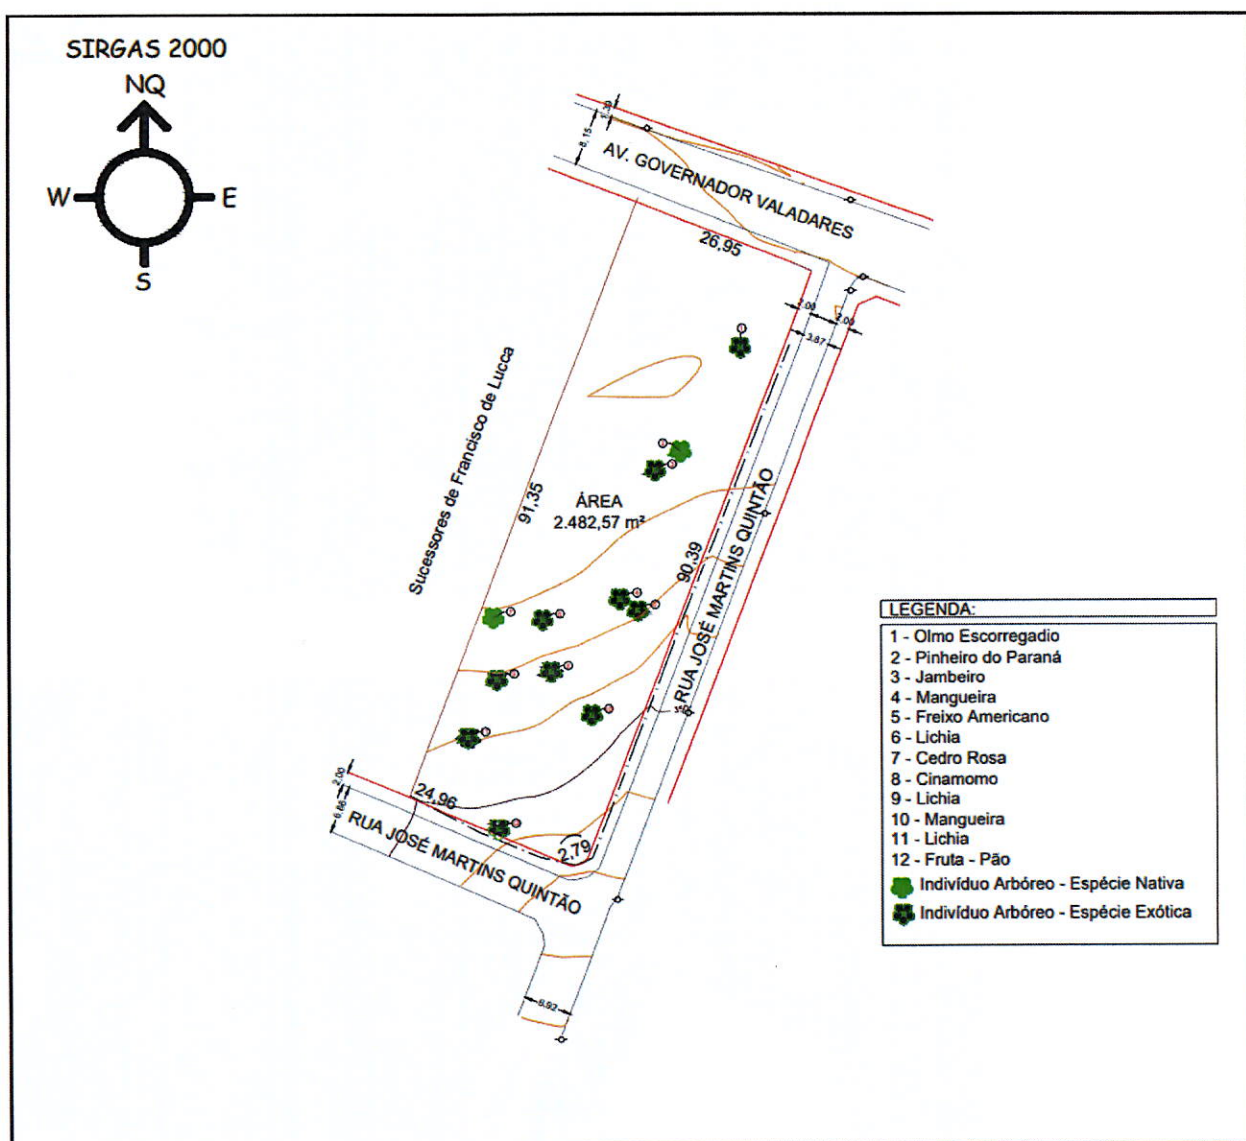 SIRGAS 2000
NQ
W
E
S
8,15
AV. GOVERNADOR VALADARES
26,95
2.00
2.00
3.87
Sucessores de Francisco de Lucca
91,35
ÁREA
2.482,57 m²
90,39
RUA JOSÉ MARTINS QUINTÃO
2.00
6.86
24,96
2,79
RUA JOSÉ MARTINS QUINTÃO
6.92
LEGENDA:
1 - Olmo Escorregadio
2 - Pinheiro do Paraná
3 - Jambeiro
4 - Mangueira
5 - Freixo Americano
6 - Lichia
7 - Cedro Rosa
8 - Cinamomo
9 - Lichia
10 - Mangueira
11 - Lichia
12 - Fruta - Pão
Indivíduo Arbóreo - Espécie Nativa
Indivíduo Arbóreo - Espécie Exótica